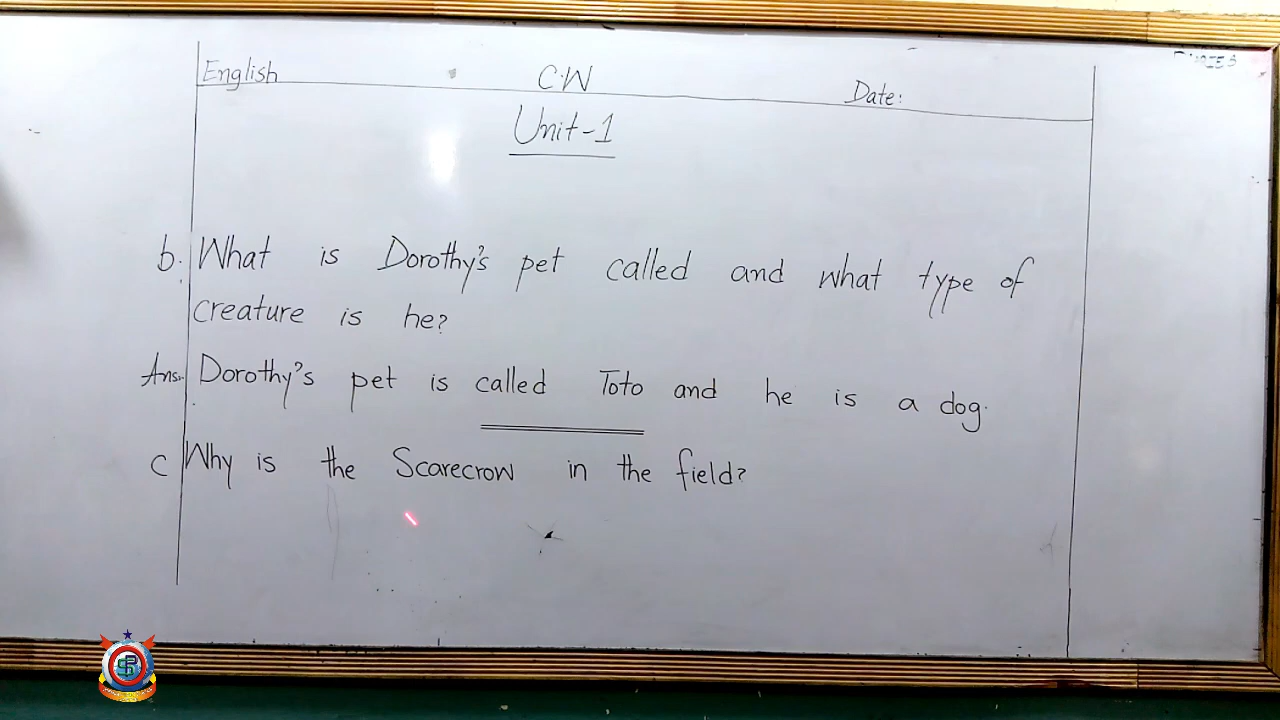 English C.W Date:
Unit-1
b. What is Dorothy's pet called and what type of
creature is he?
Ans:. Dorothy's pet is called Toto and he is a dog.
c Why is the Scarecrow in the field?